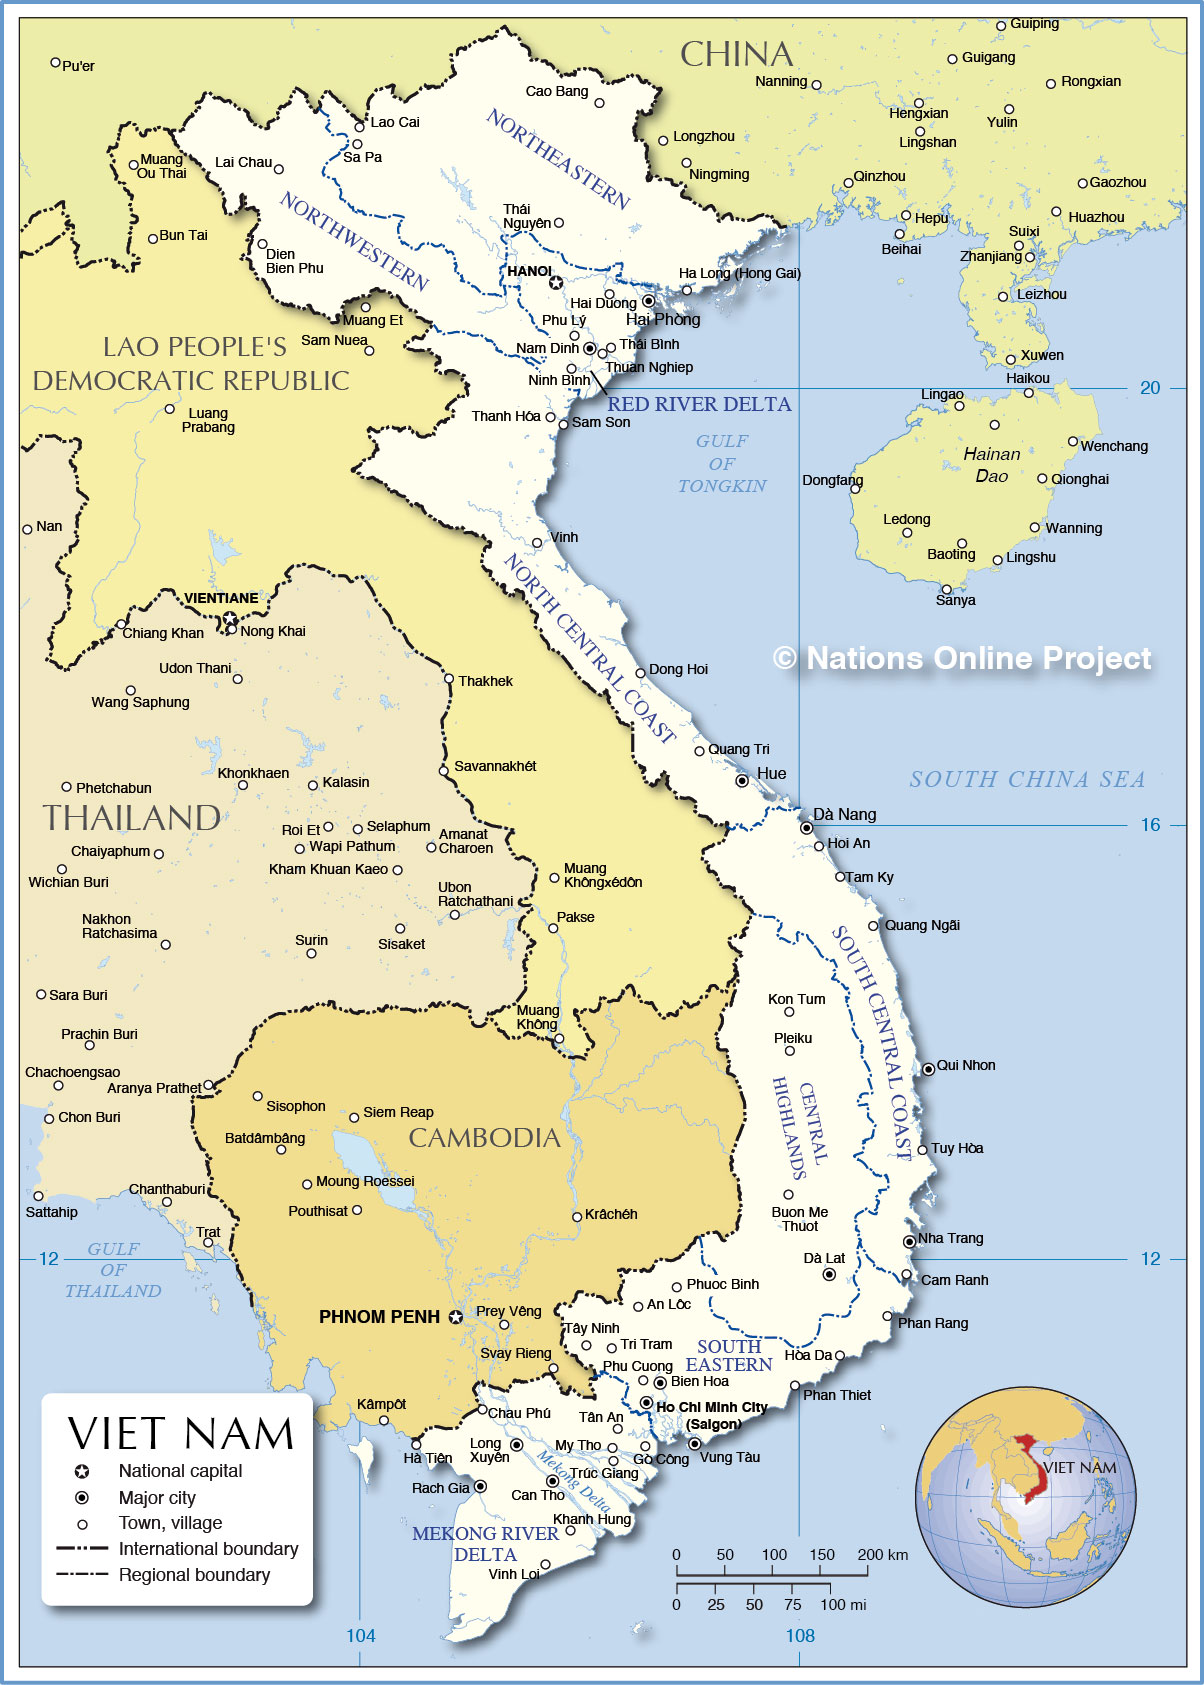 CHINA
Guiping
Pu'er
Guigang
Nanning
Rongxian
Cao Bang
Hengxian
Yulin
Lao Cai
Longzhou
Lingshan
Muang
Ou Thai
Lai Chau
Sa Pa
NORTHEASTERN
Ningming
Qinzhou
Gaozhou
NORTHWESTERN
Thái
Nguyên
Hepu
Huazhou
Bun Tai
Beihai
Suixi
Dien
Bien Phu
Zhanjiang
HANOI
Ha Long (Hong Gai)
Leizhou
Hai Duong
Hai Phòng
Muang Et
Phu Lý
Sam Nuea
Nam Dinh
Thái Bình
Xuwen
LAO PEOPLE'S
DEMOCRATIC REPUBLIC
Thuan Nghiep
Ninh Bình
Haikou
20
Lingao
RED RIVER DELTA
Luang
Prabang
Thanh Hôa
Sam Son
GULF
OF
TONGKIN
Hainan
Dao
Wenchang
Dongfang
Qionghai
Nan
Ledong
Wanning
Vinh
Baoting
Lingshu
NORTH CENTRAL COAST
Sanya
VIENTIANE
Chiang Khan
Nong Khai
© Nations Online Project
Udon Thani
Dong Hoi
Thakhek
Wang Saphung
Quang Tri
Savannakhét
Khonkhaen
Kalasin
Hue
SOUTH CHINA SEA
Phetchabun
THAILAND
Dà Nang
16
Roi Et
Selaphum
Amanat
Charoen
Hoi An
Chaiyaphum
Wapi Pathum
Kham Khuan Kaeo
Muang
Khôngxédôn
Tam Ky
Wichian Buri
Ubon
Ratchathani
Nakhon
Ratchasima
Pakse
Quang Ngãi
Surin
Sisaket
SOUTH CENTRAL COAST
Sara Buri
Kon Tum
Muang
Không
Prachin Buri
Pleiku
Chachoengsao
Aranya Prathet
Qui Nhon
CENTRAL
HIGHLANDS
Chon Buri
Sisophon
Siem Reap
Batdâmbâng
CAMBODIA
Tuy Hòa
Moung Roessei
Chanthaburi
Sattahip
Pouthisat
Krâchéh
Buon Me
Thuot
Trat
Nha Trang
12
GULF
OF
THAILAND
Dà Lat
12
Phuoc Binh
Cam Ranh
An Lôc
PHNOM PENH
Prey Vêng
Phan Rang
Tây Ninh
Tri Tram
SOUTH
EASTERN
Svay Rieng
Hòa Da
Phu Cuong
Bien Hoa
Phan Thiet
Kâmpôt
Chau Phú
Ho Chi Minh City
(Saigon)
Tân An
VIET NAM
Hà Tiên
Long
Xuyên
My Tho
Gò Công
Vung Tàu
National capital
Mekong Delta
Trúc Giang
VIET NAM
Rach Gia
Can Tho
Major city
Town, village
Khanh Hung
MEKONG RIVER
DELTA
International boundary
Vinh Loi
Regional boundary
0 50 100 150 200 km
0 25 50 75 100 mi
104
108